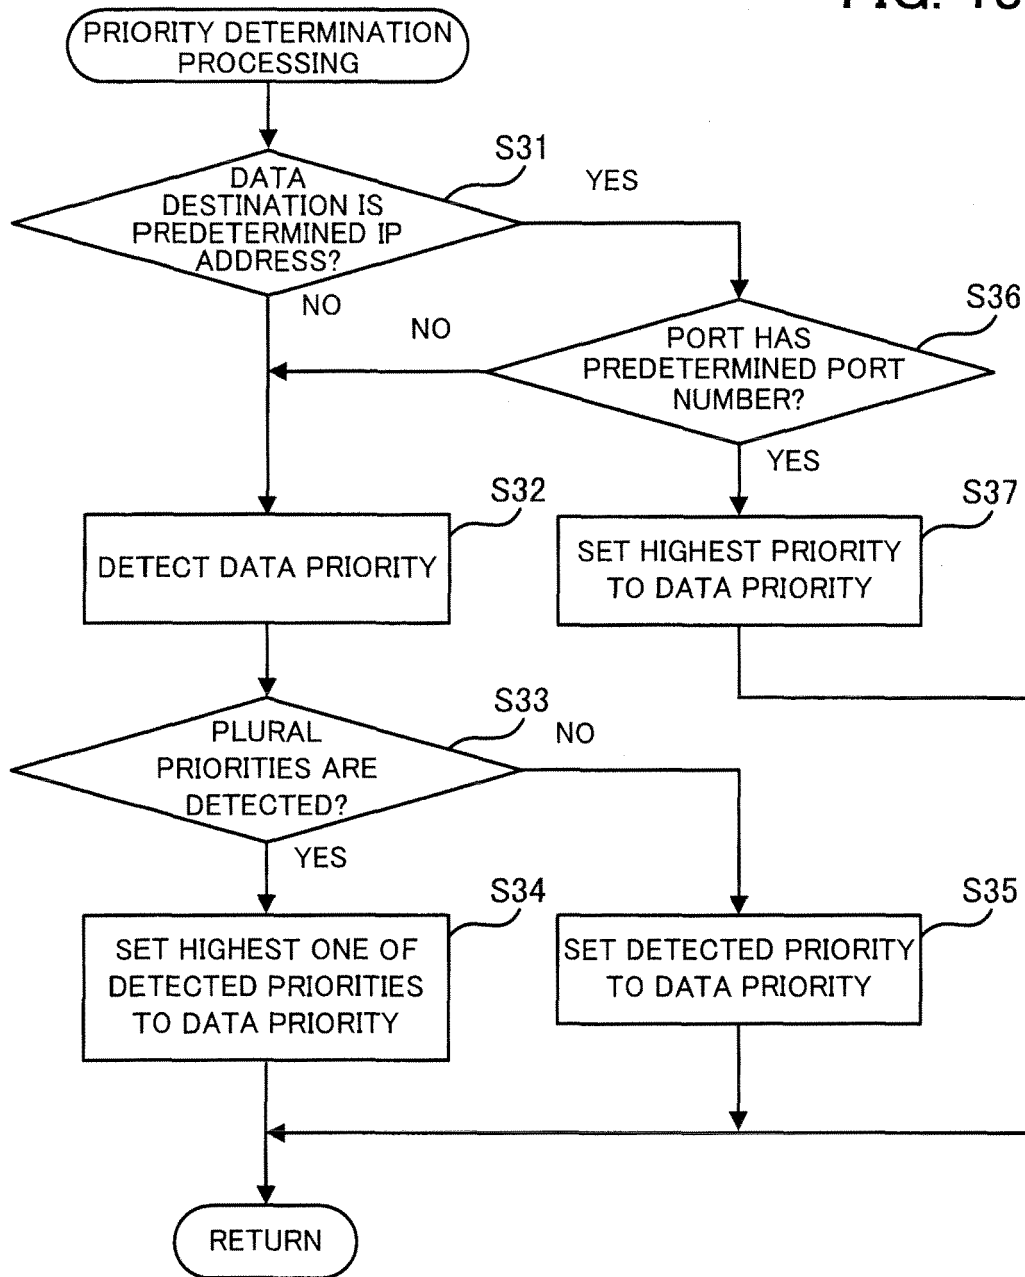 FIG.
PRIORITY DETERMINATION
PROCESSING
S31
DATA
DESTINATION IS
PREDETERMINED IP
ADDRESS?
YES
NO
S36
PORT HAS
PREDETERMINED PORT
NUMBER?
NO
YES
S32
DETECT DATA PRIORITY
S37
SET HIGHEST PRIORITY
TO DATA PRIORITY
S33
PLURAL
PRIORITIES ARE
DETECTED?
NO
YES
S34
SET HIGHEST ONE OF
DETECTED PRIORITIES
TO DATA PRIORITY
S35
SET DETECTED PRIORITY
TO DATA PRIORITY
RETURN